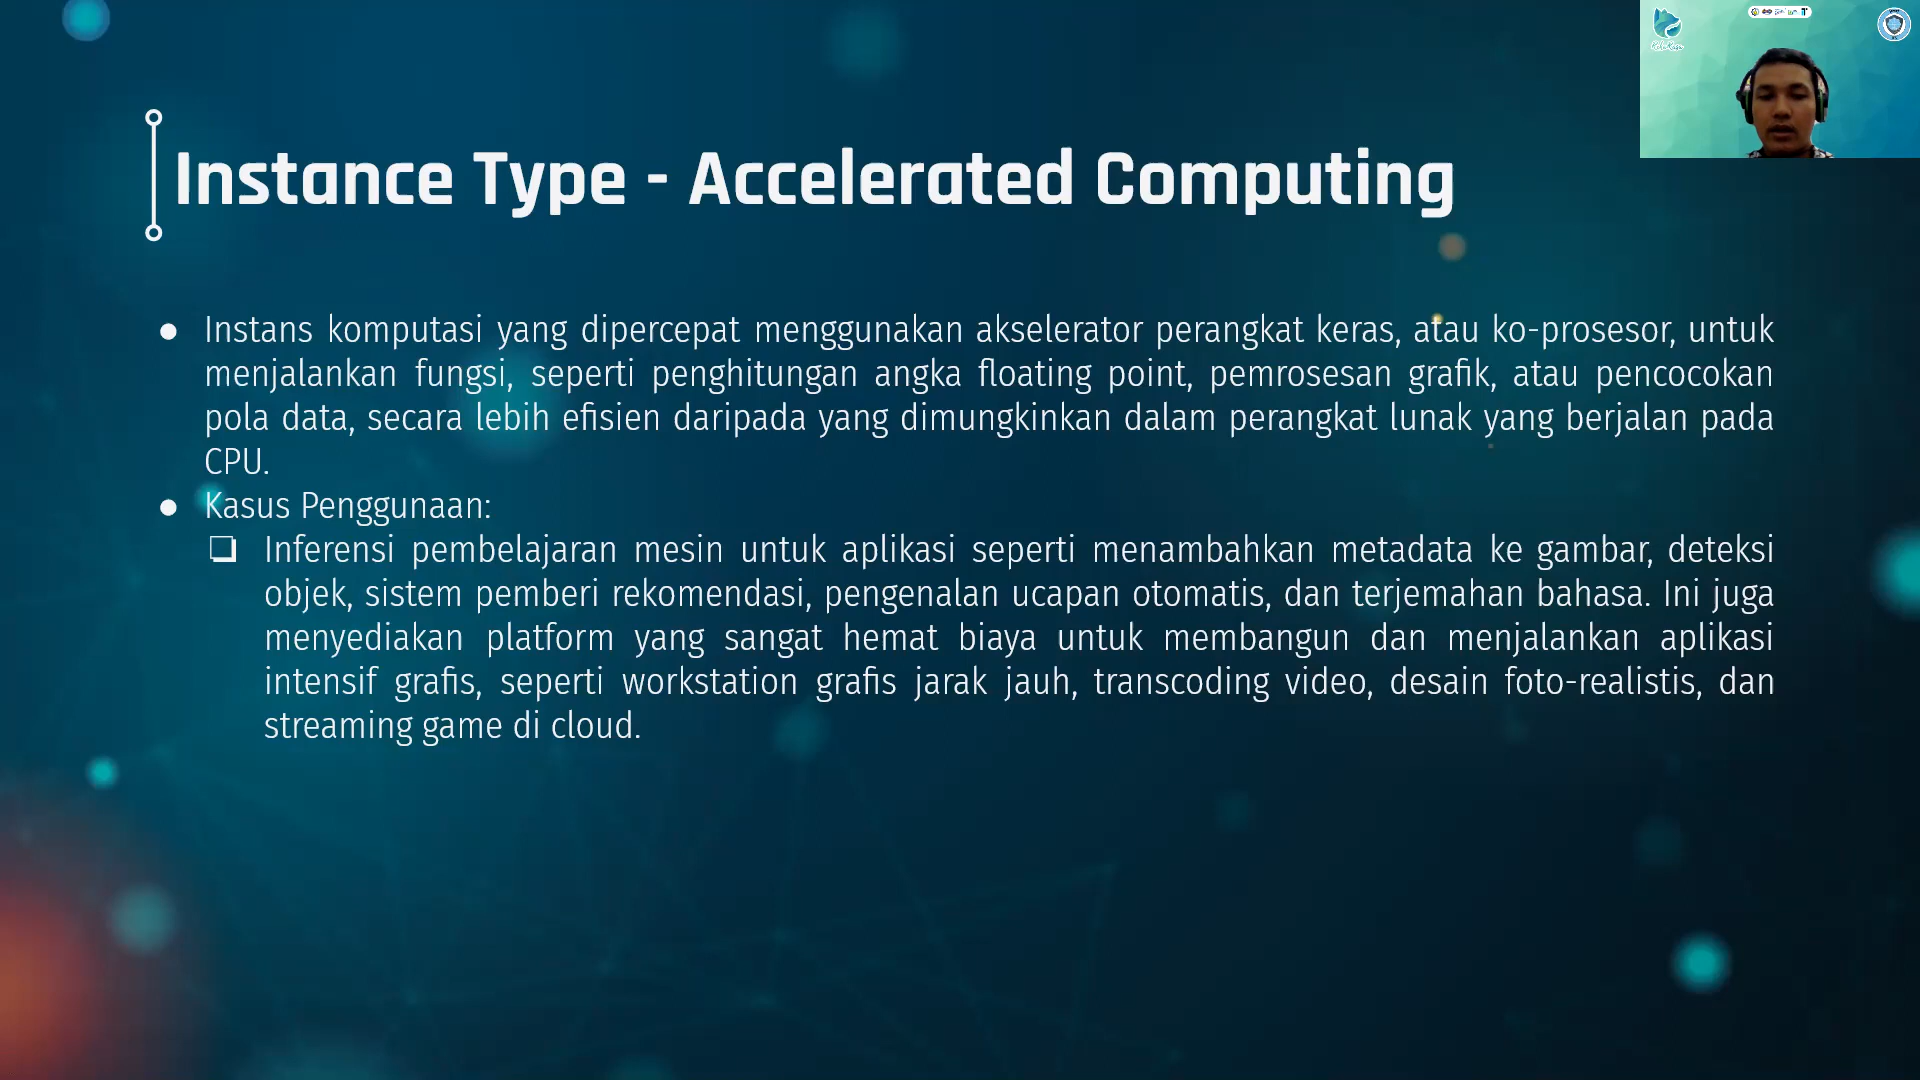 Instance Type - Accelerated Computing
● Instans komputasi yang dipercepat menggunakan akselerator perangkat keras, atau ko-prosesor, untuk
menjalankan fungsi, seperti penghitungan angka floating point, pemrosesan grafik, atau pencocokan
pola data, secara lebih efisien daripada yang dimungkinkan dalam perangkat lunak yang berjalan pada
CPU.
● Kasus Penggunaan:
❏ Inferensi pembelajaran mesin untuk aplikasi seperti menambahkan metadata ke gambar, deteksi
objek, sistem pemberi rekomendasi, pengenalan ucapan otomatis, dan terjemahan bahasa. Ini juga
menyediakan platform yang sangat hemat biaya untuk membangun dan menjalankan aplikasi
intensif grafis, seperti workstation grafis jarak jauh, transcoding video, desain foto-realistis, dan
streaming game di cloud.